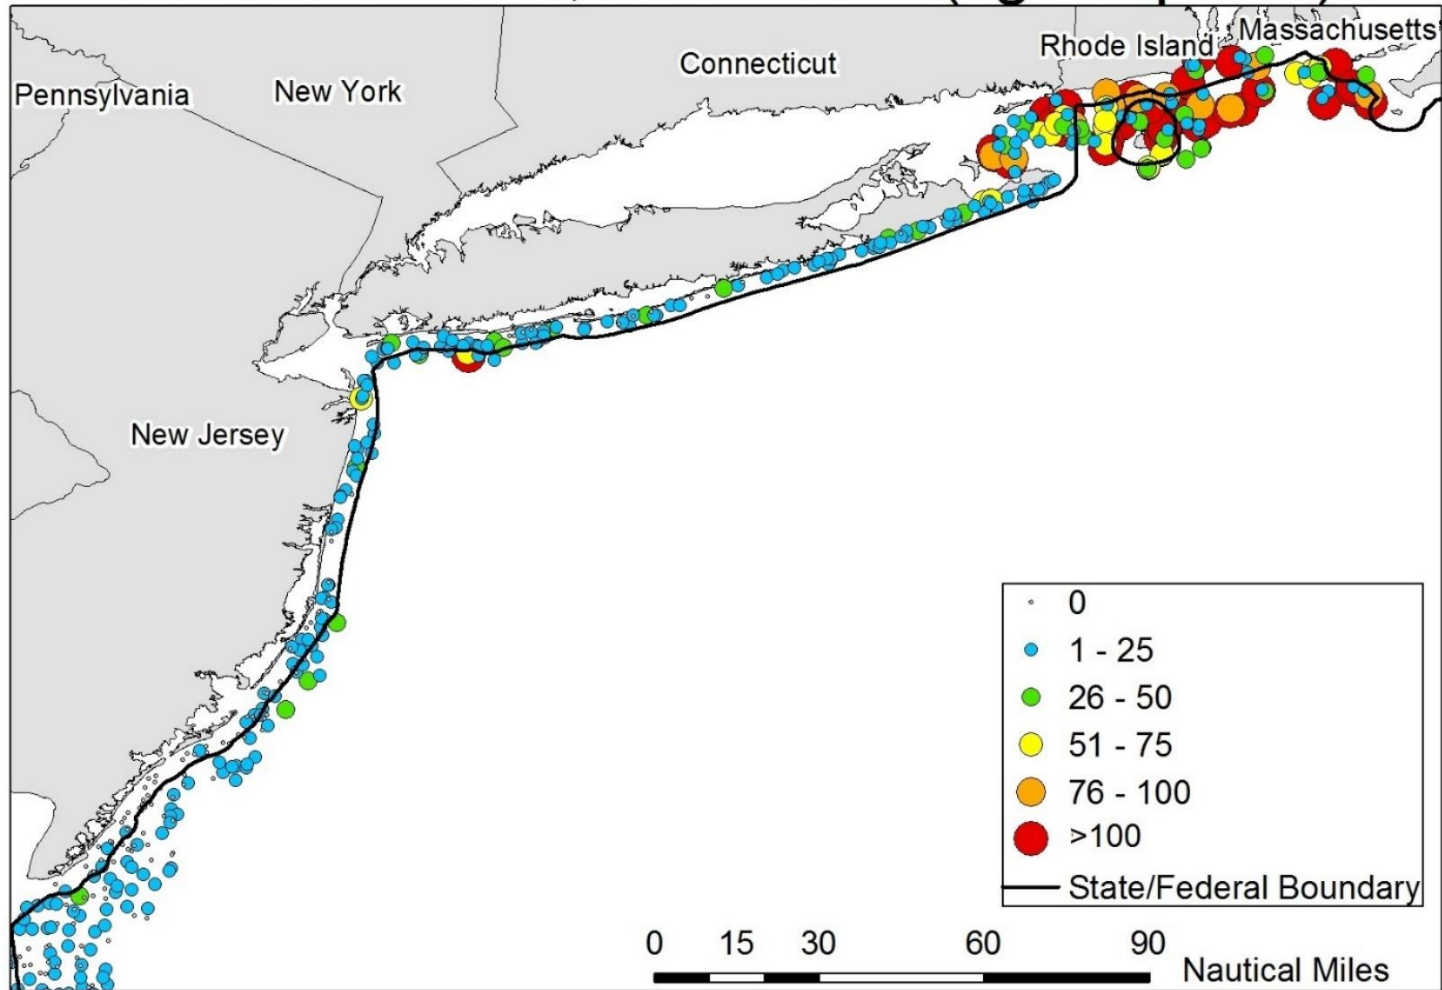 Massachusetts
Rhode Island
Connecticut
New York
Pennsylvania
New Jersey
0
1 - 25
26 - 50
51 - 75
76 - 100
>100
State/Federal Boundary
0 15 30 60 90
Nautical Miles